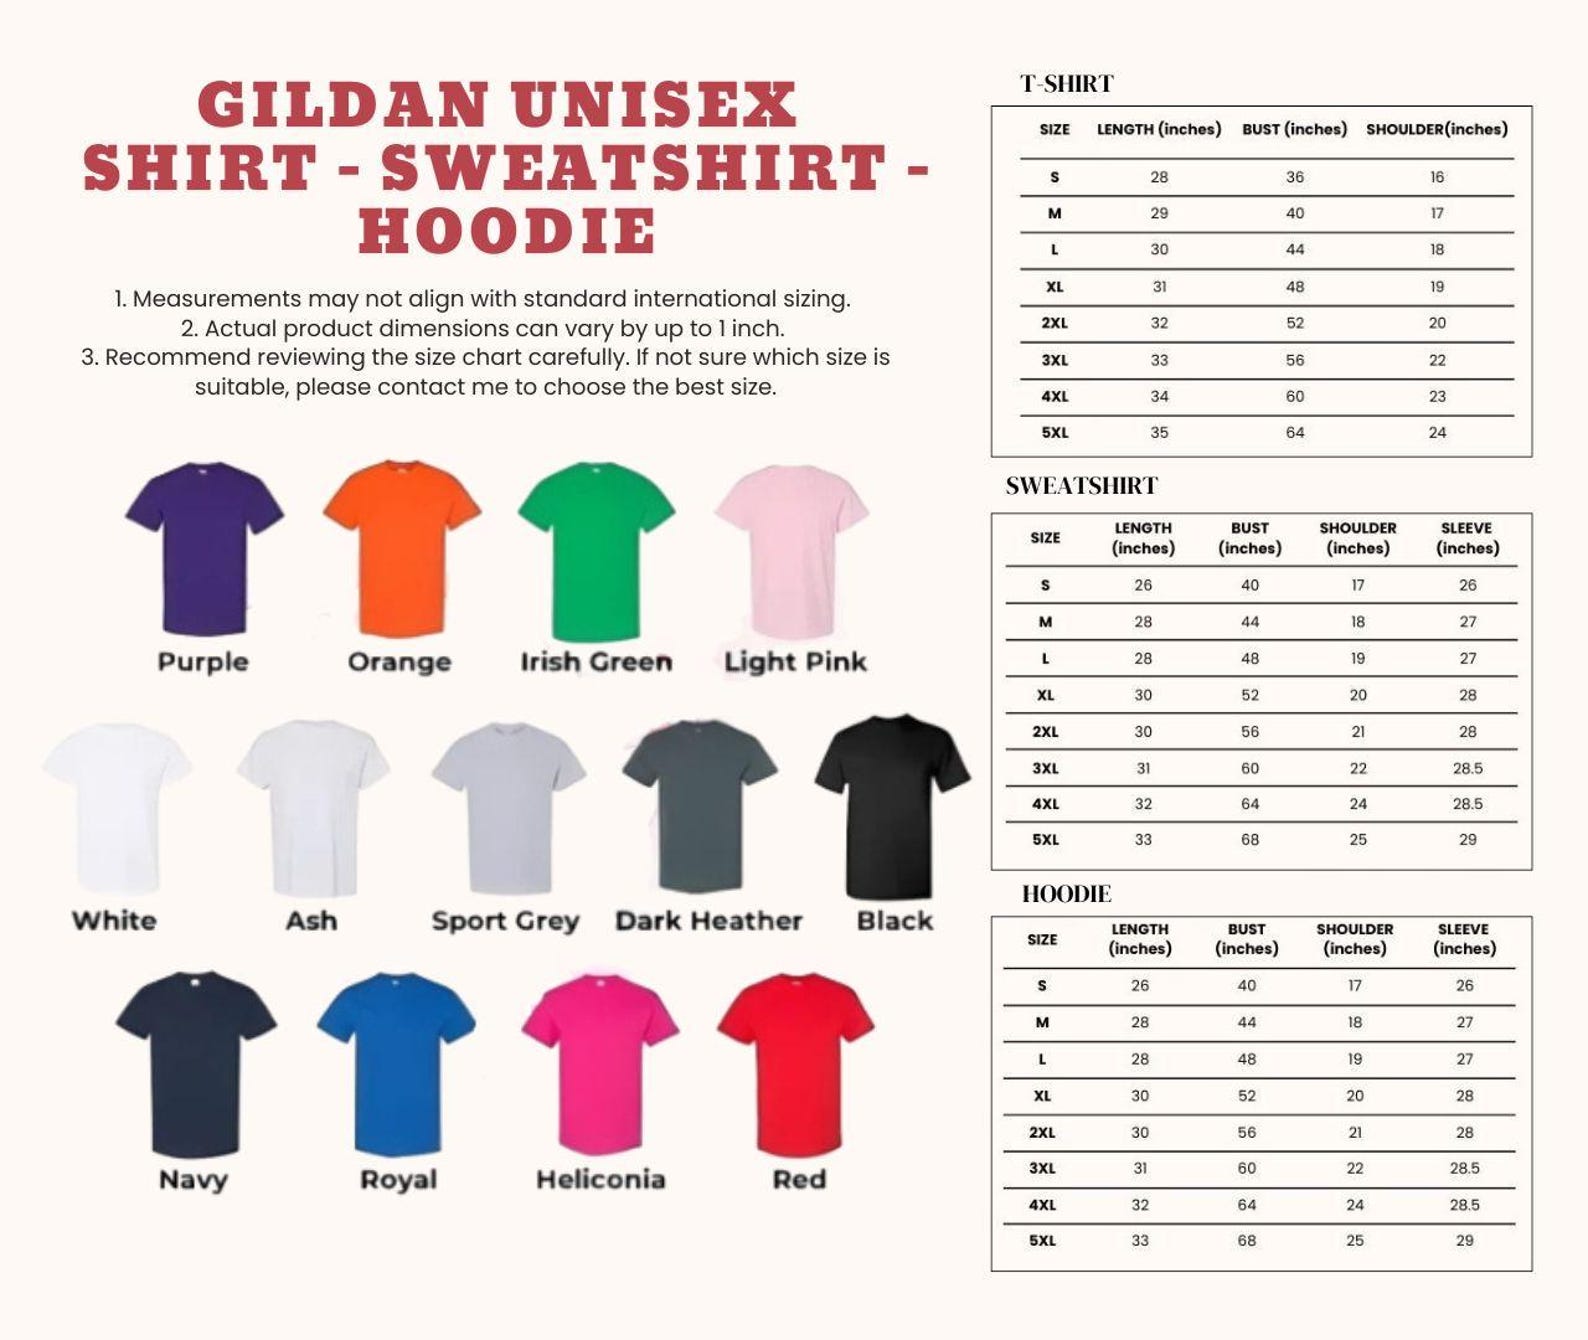 GILDAN UNISEX
SHIRT - SWEATSHIRT -
HOODIE
1. Measurements may not align with standard international sizing.
2. Actual product dimensions can vary by up to 1 inch.
3. Recommend reviewing the size chart carefully. If not sure which size is
suitable, please contact me to choose the best size.
Purple Orange Irish Green Light Pink
White Ash Sport Grey Dark Heather Black
Navy Royal Heliconia Red
T-SHIRT
SIZE LENGTH (inches) BUST (inches) SHOULDER(inches)
S 28 36 16
M 29 40 17
L 30 44 18
XL 31 48 19
2XL 32 52 20
3XL 33 56 22
4XL 34 60 23
5XL 35 64 24
SWEATSHIRT
SIZE LENGTH (inches) BUST (inches) SHOULDER (inches) SLEEVE (inches)
S 26 40 17 26
M 28 44 18 27
L 28 48 19 27
XL 30 52 20 28
2XL 30 56 21 28
3XL 31 60 22 28.5
4XL 32 64 24 28.5
5XL 33 68 25 29
HOODIE
SIZE LENGTH (inches) BUST (inches) SHOULDER (inches) SLEEVE (inches)
S 26 40 17 26
M 28 44 18 27
L 28 48 19 27
XL 30 52 20 28
2XL 30 56 21 28
3XL 31 60 22 28.5
4XL 32 64 24 28.5
5XL 33 68 25 29